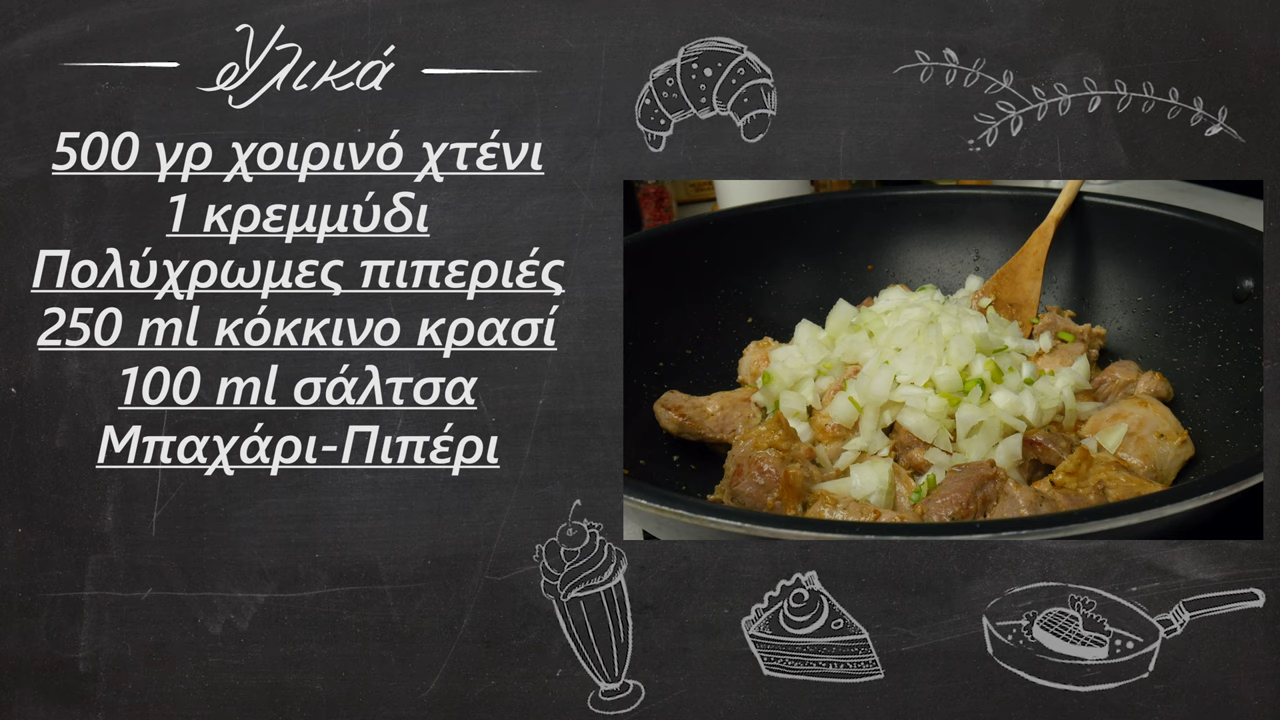 Υλικά
500 γρ χοιρινό χτένι
1 κρεμμύδι
Πολύχρωμες πιπεριές
250 ml κόκκινο κρασί
100 ml σάλτσα
Μπαχάρι-Πιπέρι